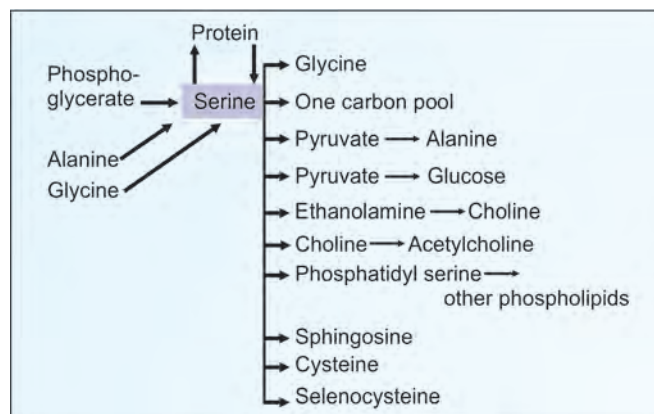 Protein
Phospho-
glycerate
Serine
Alanine
Glycine
Glycine
One carbon pool
Pyruvate → Alanine
Pyruvate → Glucose
Ethanolamine → Choline
Choline → Acetylcholine
Phosphatidyl serine →
other phospholipids
Sphingosine
Cysteine
Selenocysteine